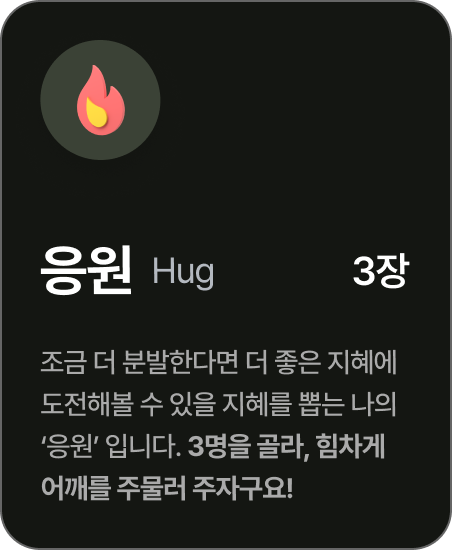 응원 Hug 3장
조금 더 분발한다면 더 좋은 지혜에
도전해볼 수 있을 지혜를 뽑는 나의
‘응원’ 입니다. 3명을 골라, 힘차게
어깨를 주물러 주자구요!